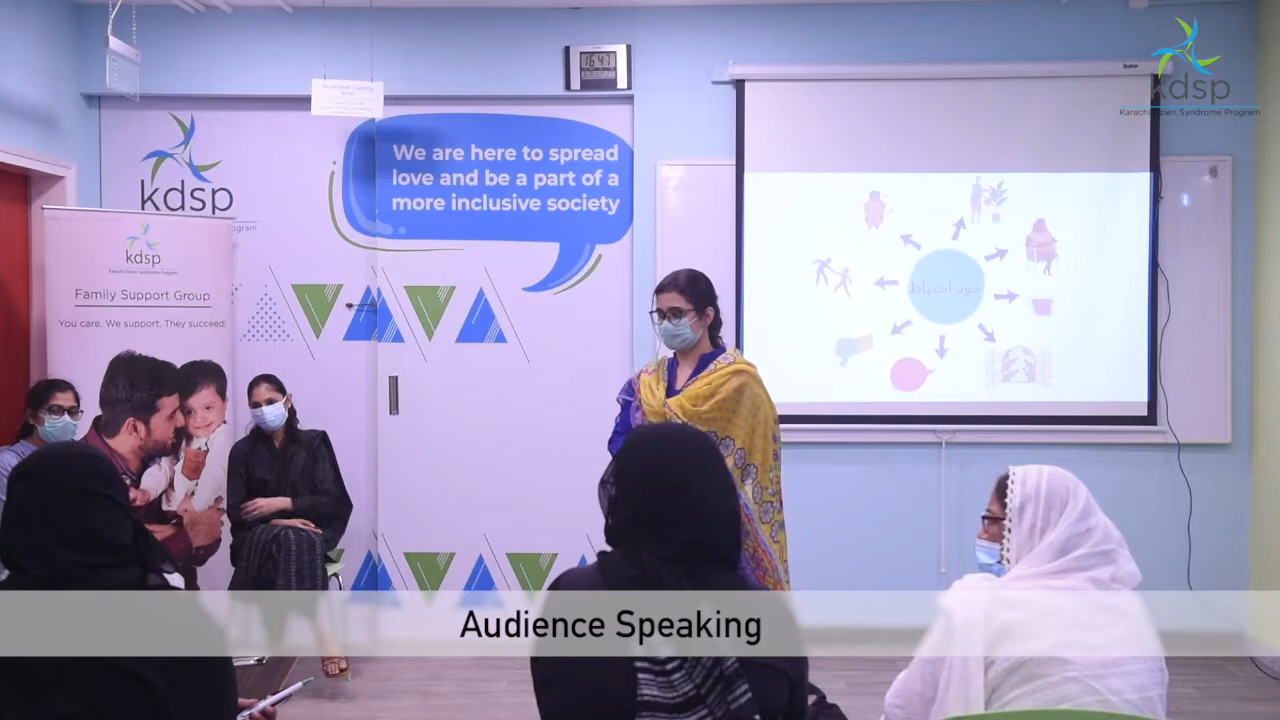 16:47
kdsp
Karachi Down Syndrome Program
kdsp
We are here to spread
love and be a part of a
more inclusive society
kdsp
Karachi Down Syndrome Program
Family Support Group
You care. We support. They succeed!
خود احتیاط
Audience Speaking